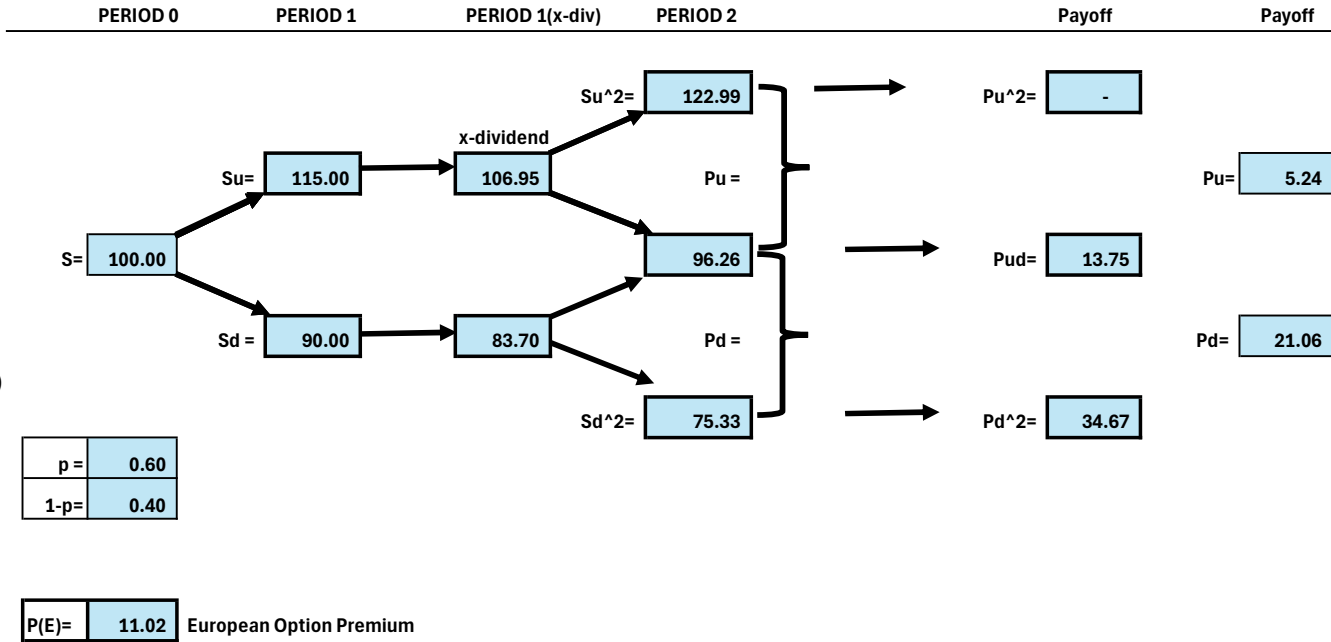 PERIOD 0 PERIOD 1 PERIOD 1(x-div) PERIOD 2 Payoff Payoff
Su^2= 122.99 Pu^2= -
x-dividend
Su= 115.00 106.95 Pu = Pu= 5.24
S= 100.00 96.26 Pud= 13.75
Sd = 90.00 83.70 Pd = Pd= 21.06
)
Sd^2= 75.33 Pd^2= 34.67
p = 0.60
1-p= 0.40
P(E)= 11.02 European Option Premium